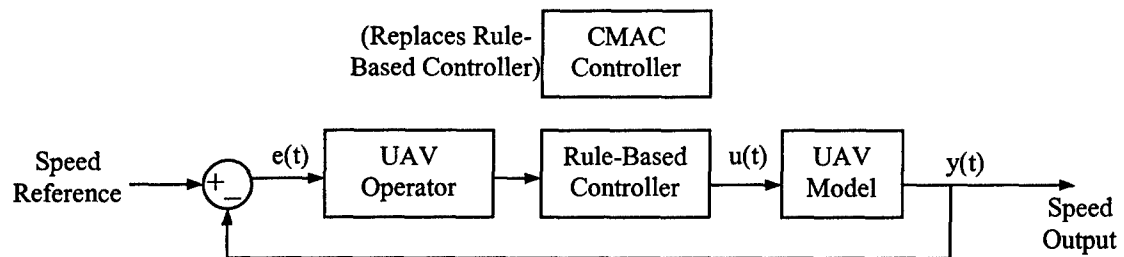 (Replaces Rule-
Based Controller)
CMAC
Controller
Speed
Reference
+
−
e(t)
UAV
Operator
Rule-Based
Controller
u(t)
UAV
Model
y(t)
Speed
Output